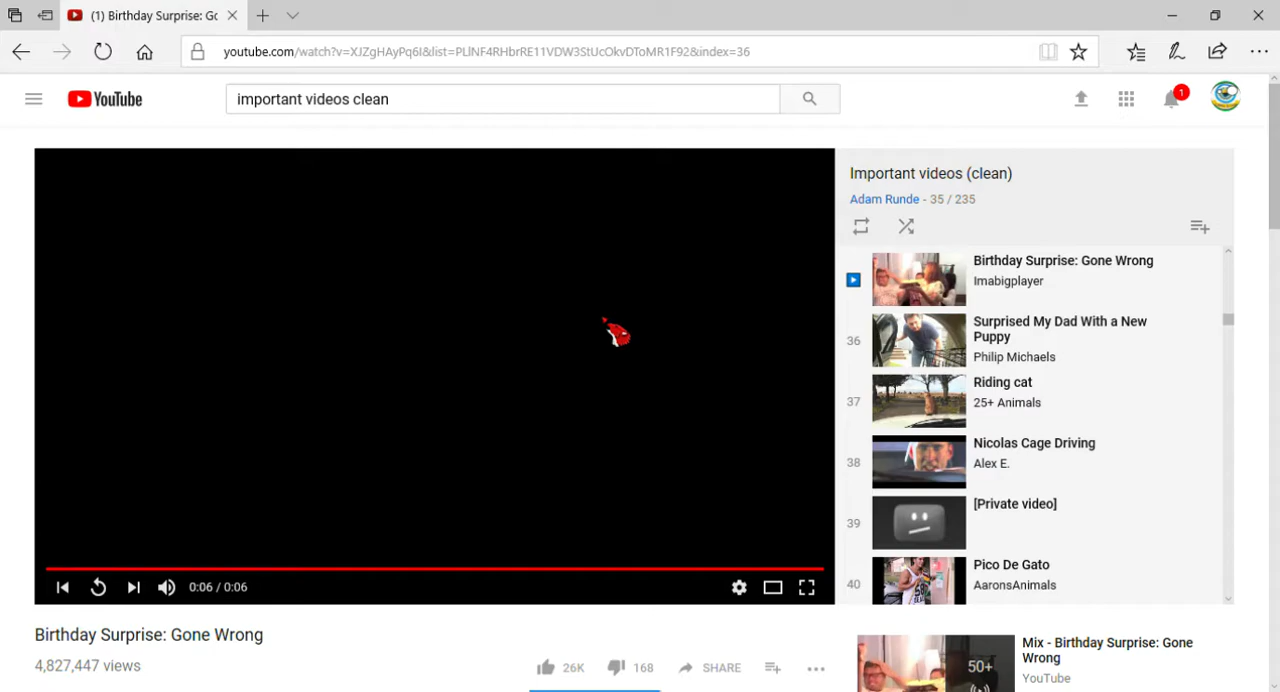 (1) Birthday Surprise: Go
youtube.com/watch?v=XJZgHAyPq6I&list=PLlNF4RHbrRE11VDW3StUcOkvDToMR1F92&index=36
YouTube
important videos clean
1
Important videos (clean)
Adam Runde - 35 / 235
Birthday Surprise: Gone Wrong
Imabigplayer
36
Surprised My Dad With a New
Puppy
Philip Michaels
37
Riding cat
25+ Animals
38
Nicolas Cage Driving
Alex E.
39
[Private video]
40
Pico De Gato
AaronsAnimals
0:06 / 0:06
Birthday Surprise: Gone Wrong
4,827,447 views
26K
168
SHARE
50+
Mix - Birthday Surprise: Gone
Wrong
YouTube